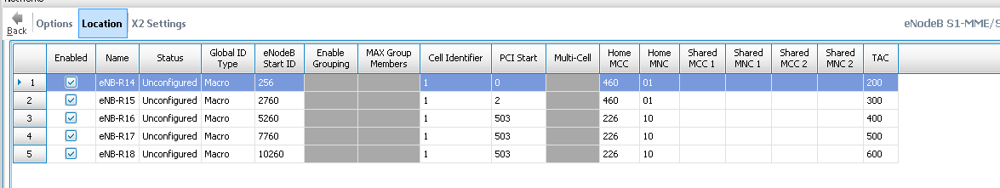 Back Options Location X2 Settings
Enabled Name Status Global ID Type eNodeB Start ID Enable Grouping MAX Group Members Cell Identifier PCI Start Multi-Cell Home MCC Home MNC Shared MCC 1 Shared MNC 1 Shared MCC 2 Shared MNC 2 TAC
1 eNB-R14 Unconfigured Macro 256 1 0 460 01 200
2 eNB-R15 Unconfigured Macro 2760 1 2 460 01 300
3 eNB-R16 Unconfigured Macro 5260 1 503 226 10 400
4 eNB-R17 Unconfigured Macro 7760 1 503 226 10 500
5 eNB-R18 Unconfigured Macro 10260 1 503 226 10 600